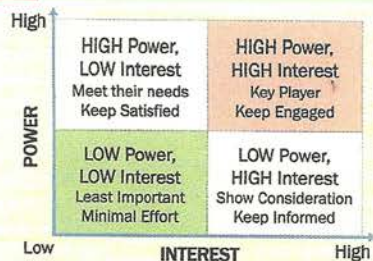 High
HIGH Power,
LOW Interest
Meet their needs
Keep Satisfied
HIGH Power,
HIGH Interest
Key Player
Keep Engaged
POWER
LOW Power,
LOW Interest
Least Important
Minimal Effort
LOW Power,
HIGH Interest
Show Consideration
Keep Informed
Low
INTEREST
High